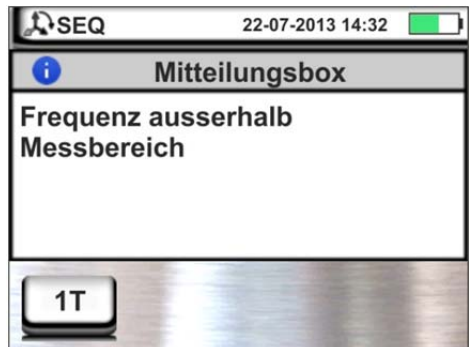 SEQ 22-07-2013 14:32
Mitteilungsbox
Frequenz ausserhalb
Messbereich
1T